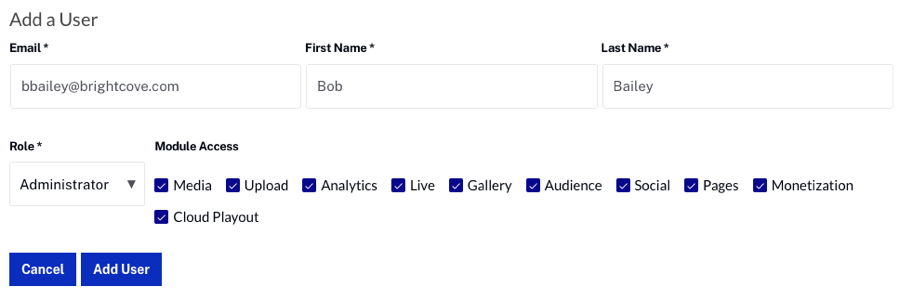 Add a User
Email * First Name * Last Name *
bbailey@brightcove.com Bob Bailey
Role * Module Access
Administrator ▼ Media Upload Analytics Live Gallery Audience Social Pages Monetization
Cloud Playout
Cancel Add User